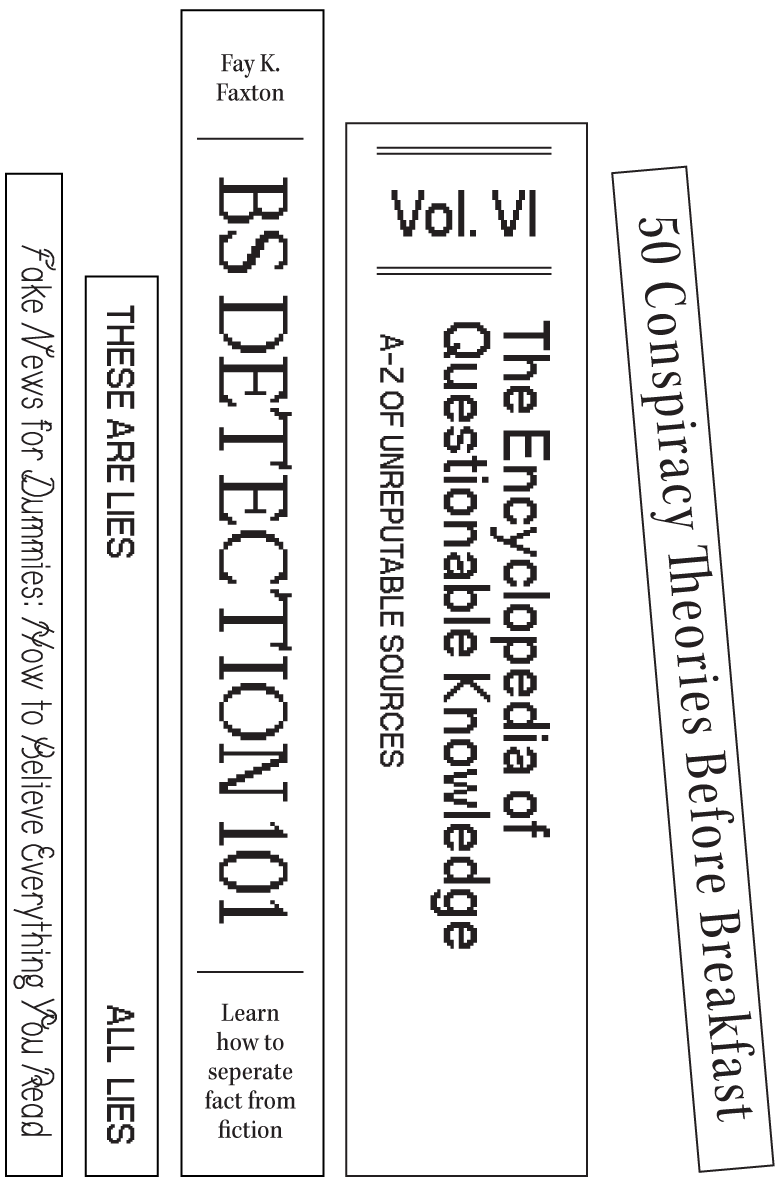 Fake News for Dummies: How to Believe Everything You Read
THESE ARE LIES
ALL LIES
Fay K.
Faxton
BS DETECTION 101
Learn
how to
seperate
fact from
fiction
Vol. VI
The Encyclopedia of
Questionable Knowledge
A-Z OF UNREPUTABLE SOURCES
50 Conspiracy Theories Before Breakfast